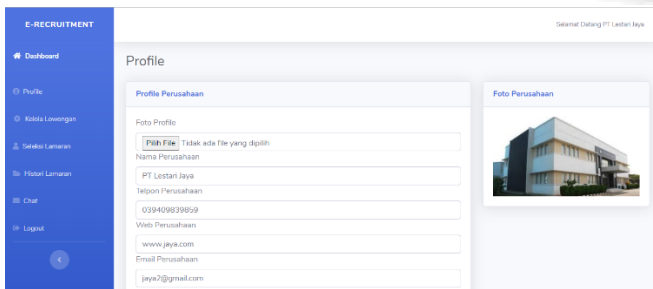 E-RECRUITMENT
Selamat Datang PT Lestari Jaya
Dashboard
Profile
Kelola Lowongan
Seleksi Lamaran
Histori Lamaran
Chat
Logout
Profile
Profile Perusahaan
Foto Profile
Pilih File Tidak ada file yang dipilih
Nama Perusahaan
PT Lestari Jaya
Telpon Perusahaan
039409839859
Web Perusahaan
www.jaya.com
Email Perusahaan
jaya2@gmail.com
Foto Perusahaan